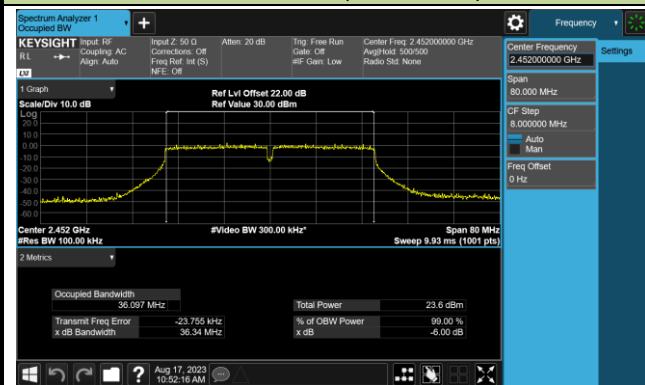 Spectrum Analyzer 1
Occupied BW
Frequency
KEYSIGHT
R L
LXI
Input: RF
Coupling: AC
Align: Auto
Input Z: 50 Ω
Corrections: Off
Freq Ref: Int (S)
NFE: Off
Atten: 20 dB
Trig: Free Run
Gate: Off
#IF Gain: Low
Center Freq: 2.452000000 GHz
Avg|Hold: 500/500
Radio Std: None
Center Frequency
2.452000000 GHz
Settings
Span
80.000 MHz
CF Step
8.000000 MHz
Auto
Man
Freq Offset
0 Hz
1 Graph
Scale/Div 10.0 dB
Ref Lvl Offset 22.00 dB
Ref Value 30.00 dBm
Log
20.0
10.0
0.00
-10.0
-20.0
-30.0
-40.0
-50.0
-60.0
Center 2.452 GHz
#Res BW 100.00 kHz
#Video BW 300.00 kHz*
Span 80 MHz
Sweep 9.93 ms (1001 pts)
2 Metrics
Occupied Bandwidth
36.097 MHz
Total Power 23.6 dBm
Transmit Freq Error -23.755 kHz
% of OBW Power 99.00 %
x dB Bandwidth 36.34 MHz
x dB -6.00 dB
?
Aug 17, 2023
10:52:16 AM